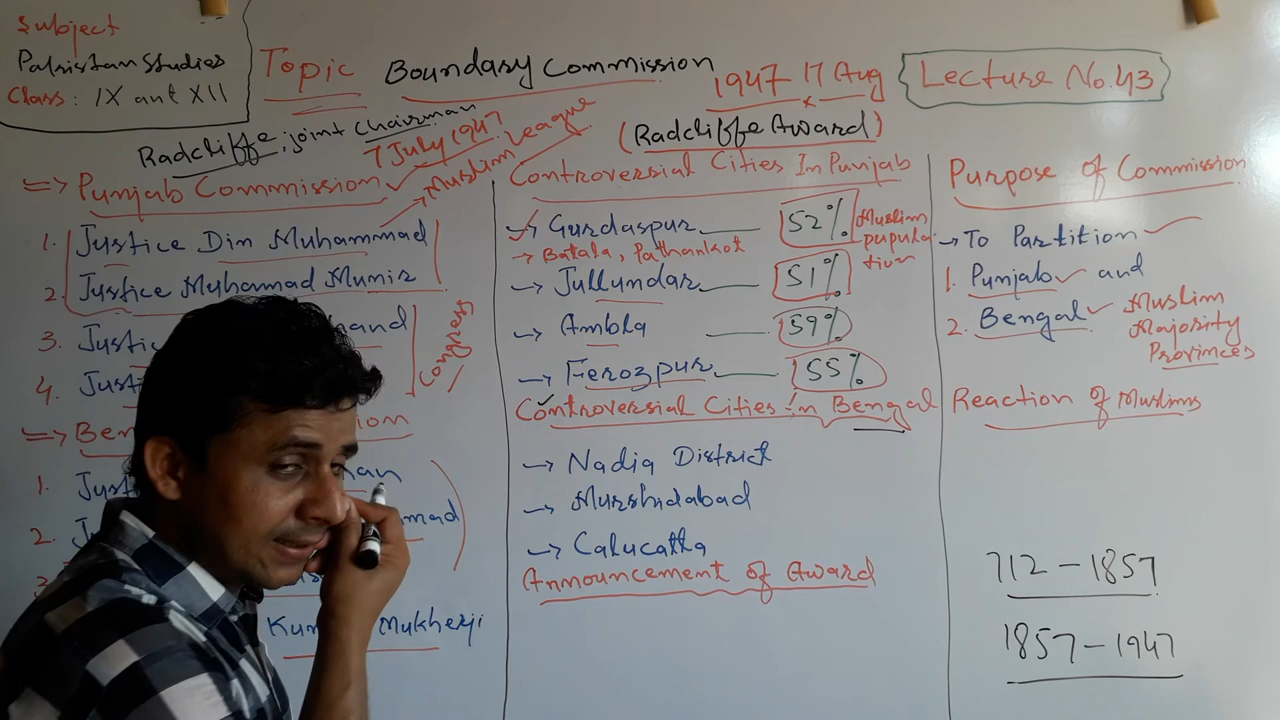 Subject
Pakistan Studies
Class: IX ant XII
Topic Boundary Commission
1947 17 Aug
Lecture No.43
Radcliffe, joint Chairman
7 July 1947
(Radcliffe Award)
=> Punjab Commission
Muslim League
1. Justice Din Muhammad
2. Justice Muhammad Munir
3. Justic
4. Just
Congress
=> Ben
1. Just
2.
3
Mukherji
Controversial Cities In Punjab
Gurdaspur 52% Muslim
→ Batala, Pathankot
→ Jullundar 51%
→ Ambla 59%
→ Ferozpur 55%
Controversial Cities in Bengal
→ Nadia District
→ Murshidabad
→ Calucatta
Announcement of Award
Purpose of Commission
→ To Partition
1. Punjab and
2. Bengal
Muslim
Majority
Provinces
Reaction of Muslims
712 - 1857
1857 - 1947